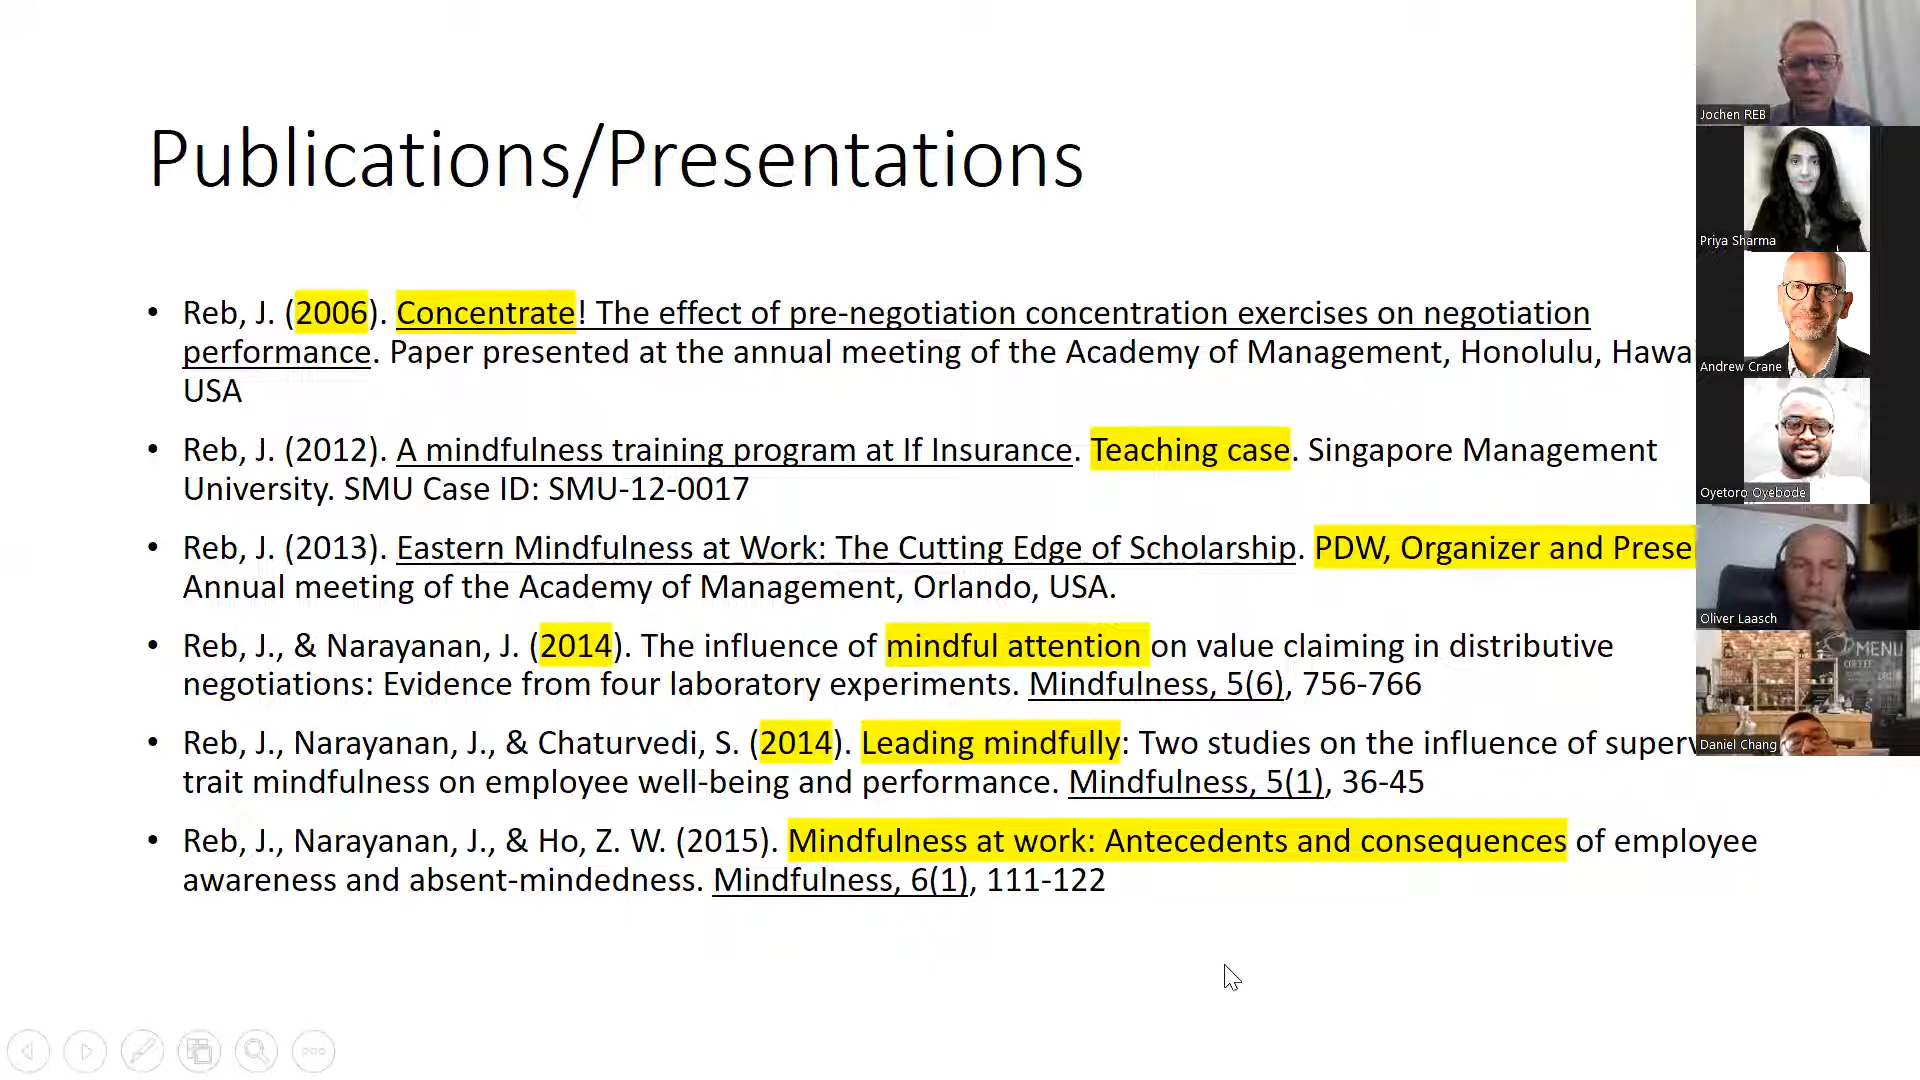 Publications/Presentations
• Reb, J. (2006). Concentrate! The effect of pre-negotiation concentration exercises on negotiation
performance. Paper presented at the annual meeting of the Academy of Management, Honolulu, Hawa
USA
• Reb, J. (2012). A mindfulness training program at If Insurance. Teaching case. Singapore Management
University. SMU Case ID: SMU-12-0017
• Reb, J. (2013). Eastern Mindfulness at Work: The Cutting Edge of Scholarship. PDW, Organizer and Prese
Annual meeting of the Academy of Management, Orlando, USA.
• Reb, J., & Narayanan, J. (2014). The influence of mindful attention on value claiming in distributive
negotiations: Evidence from four laboratory experiments. Mindfulness, 5(6), 756-766
• Reb, J., Narayanan, J., & Chaturvedi, S. (2014). Leading mindfully: Two studies on the influence of superv
trait mindfulness on employee well-being and performance. Mindfulness, 5(1), 36-45
• Reb, J., Narayanan, J., & Ho, Z. W. (2015). Mindfulness at work: Antecedents and consequences of employee
awareness and absent-mindedness. Mindfulness, 6(1), 111-122
Jochen REB
Priya Sharma
Andrew Crane
Oyetoro Oyebode
Oliver Laasch
MENU
COFFEE
Daniel Chang